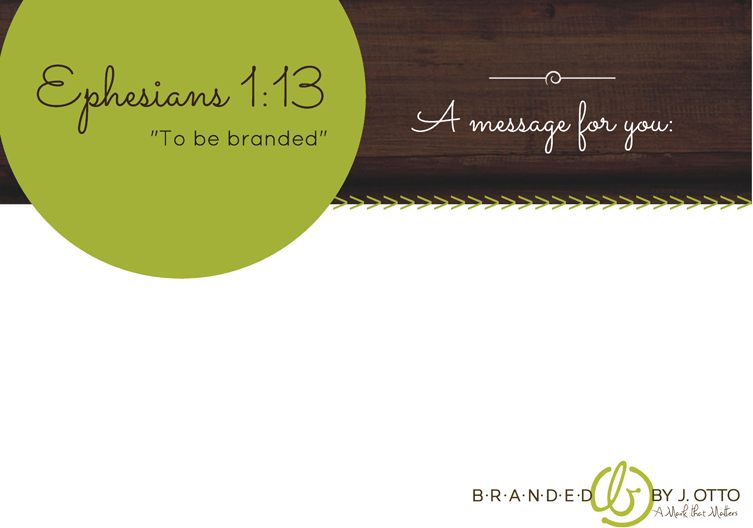 Ephesians 1:13
"To be branded"
A message for you:
B·R·A·N·D·E·D b BY J. OTTO
A Mark that Matters